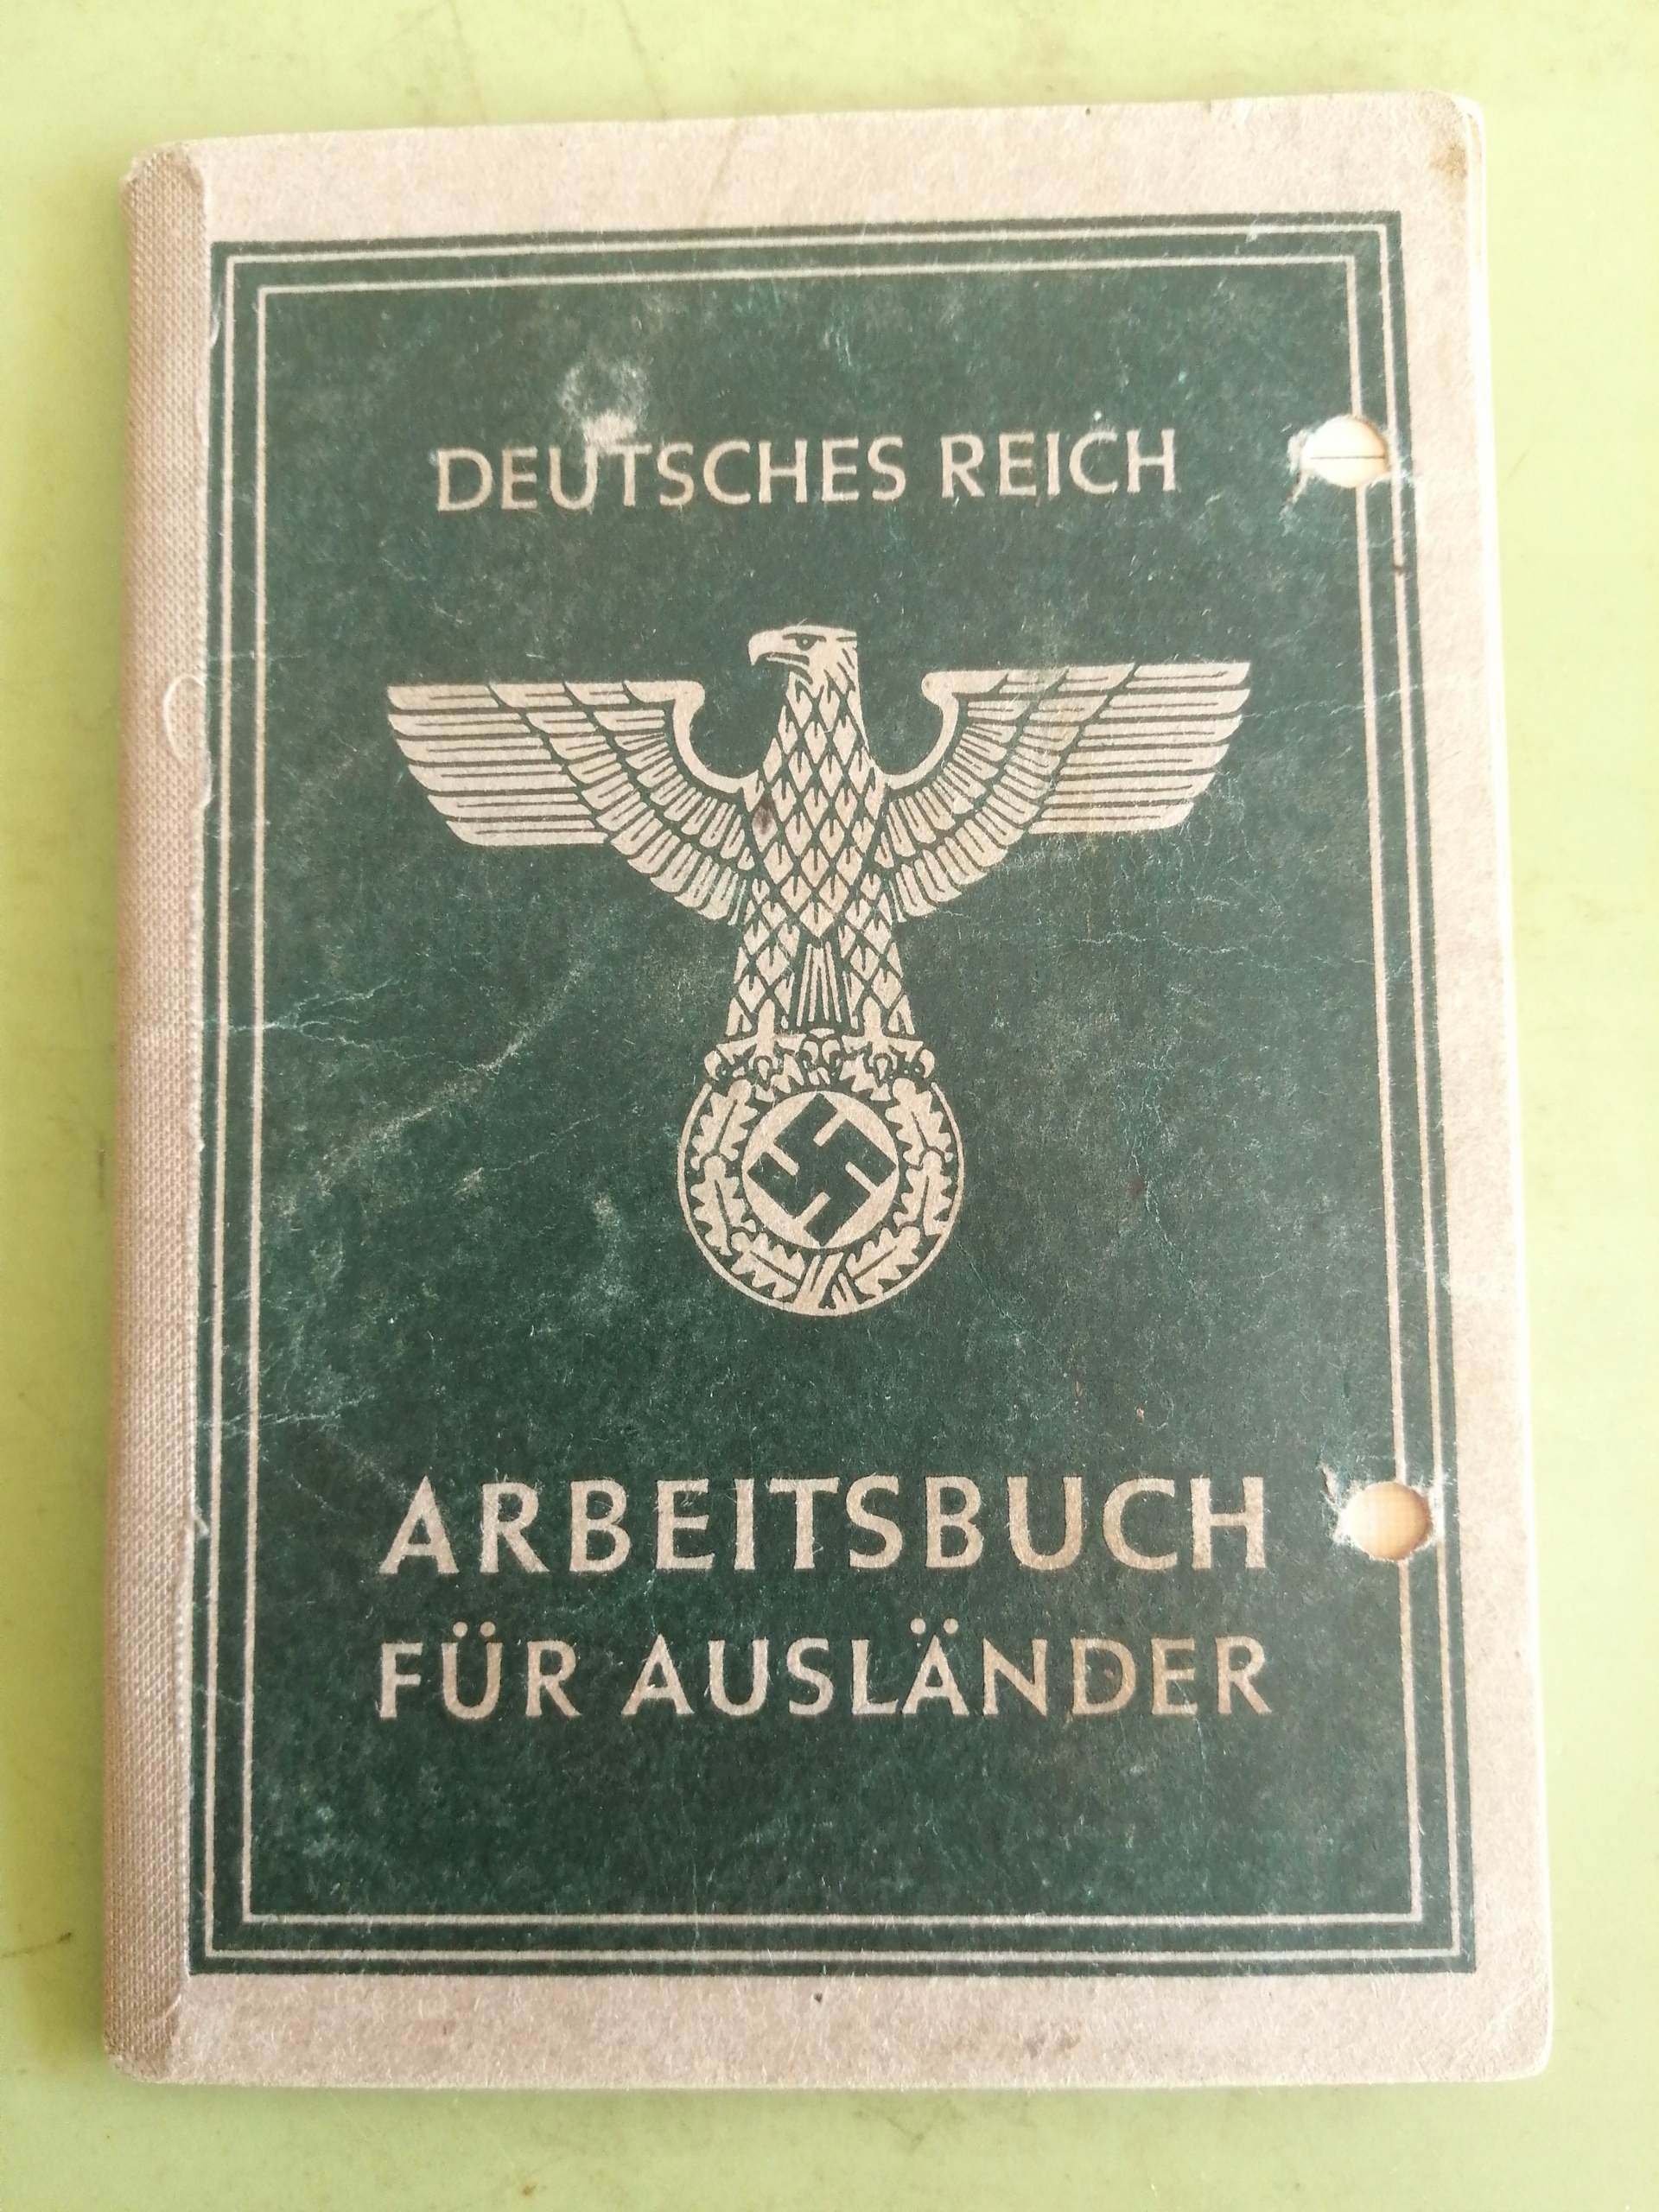 DEUTSCHES REICH
ARBEITSBUCH
FÜR AUSLÄNDER